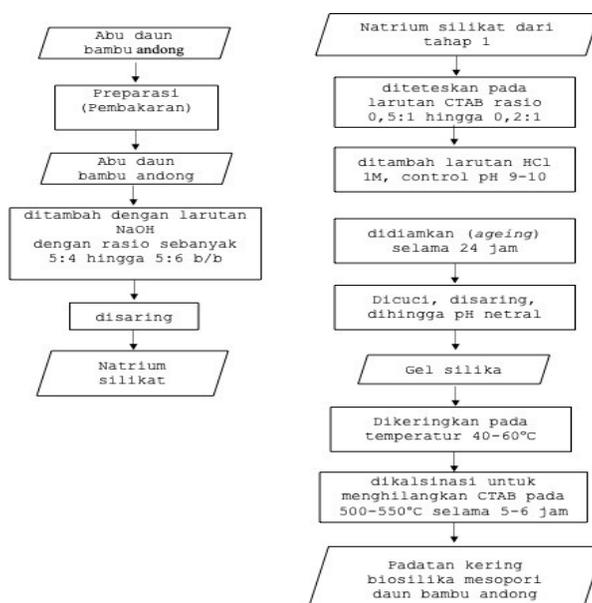 Abu daun
bambu andong
Preparasi
(Pembakaran)
Abu daun
bambu andong
ditambah dengan larutan
NaOH
dengan rasio sebanyak
5:4 hingga 5:6 b/b
disaring
Natrium
silikat
Natrium silikat dari
tahap 1
diteteskan pada
larutan CTAB rasio
0,5:1 hingga 0,2:1
ditambah larutan HCl
1M, control pH 9-10
didiamkan (ageing)
selama 24 jam
Dicuci, disaring,
dihingga pH netral
Gel silika
Dikeringkan pada
temperatur 40-60°C
dikalsinasi untuk
menghilangkan CTAB pada
500-550°C selama 5-6 jam
Padatan kering
biosilika mesopori
daun bambu andong